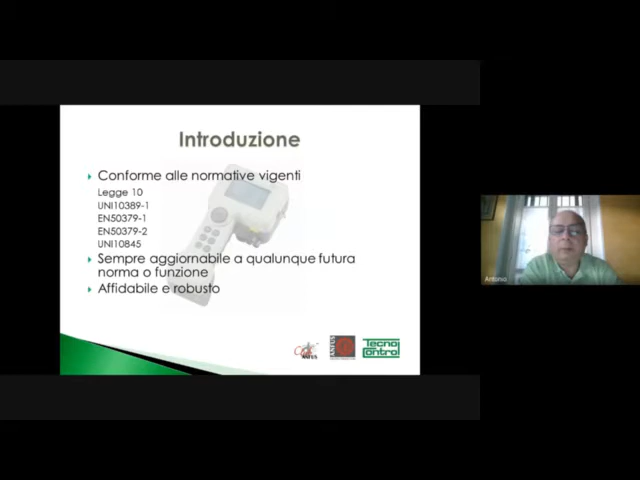 Introduzione
Conforme alle normative vigenti
Legge 10
UNI10389-1
EN50379-1
EN50379-2
UNI10845
Sempre aggiornabile a qualunque futura
norma o funzione
Affidabile e robusto
Tecno
Control
Antonio